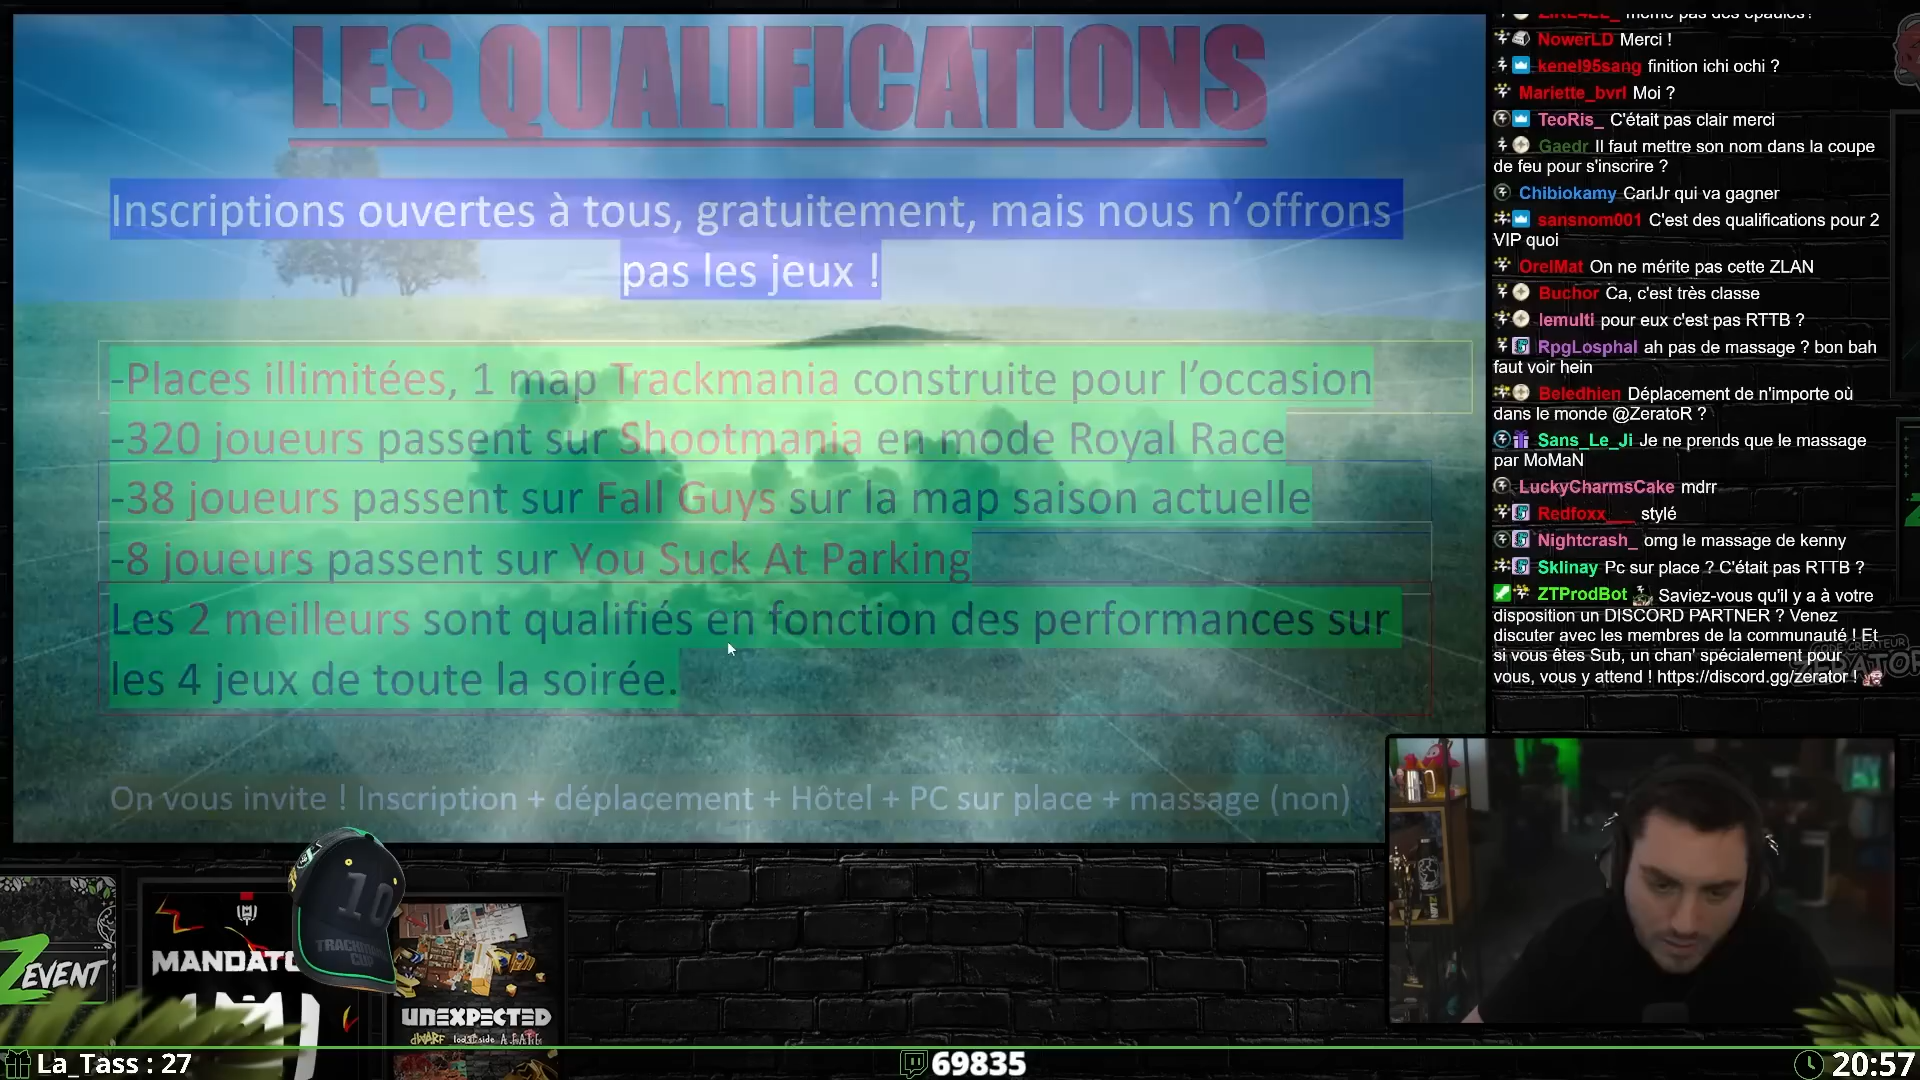 LES QUALIFICATIONS
Inscriptions ouvertes à tous, gratuitement, mais nous n’offrons
pas les jeux !
-Places illimitées, 1 map Trackmania construite pour l’occasion
-320 joueurs passent sur Shootmania en mode Royal Race
-38 joueurs passent sur Fall Guys sur la map saison actuelle
-8 joueurs passent sur You Suck At Parking
Les 2 meilleurs sont qualifiés en fonction des performances sur
les 4 jeux de toute la soirée.
On vous invite ! Inscription + déplacement + Hôtel + PC sur place + massage (non)
même pas des épaules!
NowerLD Merci !
kenel95sang finition ichi ochi ?
Mariette_bvrl Moi ?
TeoRis_ C'était pas clair merci
Gaedr Il faut mettre son nom dans la coupe
de feu pour s'inscrire ?
Chibiokamy CarlJr qui va gagner
sansnom001 C'est des qualifications pour 2
VIP quoi
OrelMat On ne mérite pas cette ZLAN
Buchor Ca, c'est très classe
lemulti pour eux c'est pas RTTB ?
RpgLosphal ah pas de massage ? bon bah
faut voir hein
Beledhien Déplacement de n'importe où
dans le monde @ZeratoR ?
Sans_Le_Ji Je ne prends que le massage
par MoMaN
LuckyCharmsCake mdrr
Redfoxx___ stylé
Nightcrash_ omg le massage de kenny
Sklinay Pc sur place ? C'était pas RTTB ?
ZTProdBot Saviez-vous qu'il y a à votre
disposition un DISCORD PARTNER ? Venez
discuter avec les membres de la communauté ! Et
si vous êtes Sub, un chan' spécialement pour
vous, vous y attend ! https://discord.gg/zerator !
CODE CREATEUR
ZERATOR
10
ZEVENT
MANDATO
UNEXPECTED
La_Tass : 27
69835
20:57